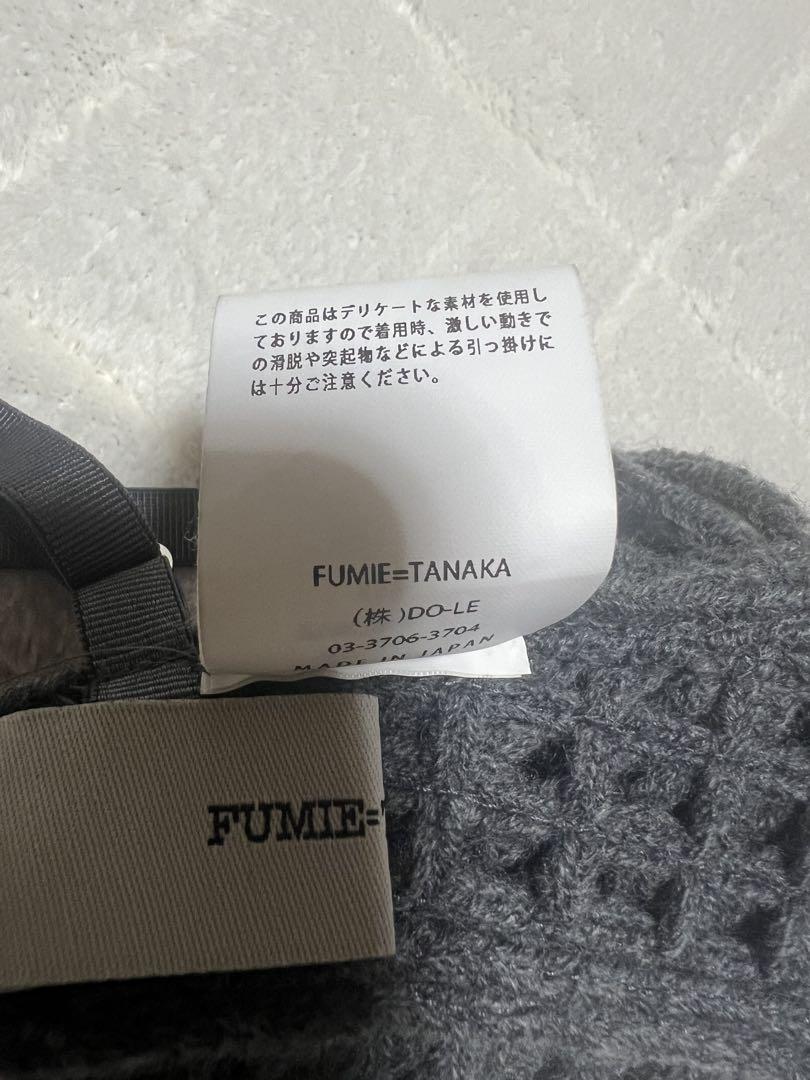 この商品はデリケートな素材を使用し
ておりますので着用時、激しい動きで
の滑脱や突起物などによる引っ掛けに
は十分ご注意ください。
FUMIE=TANAKA
(株)DO-LE
03-3706-3704
MADE IN JAPAN
FUMIE=